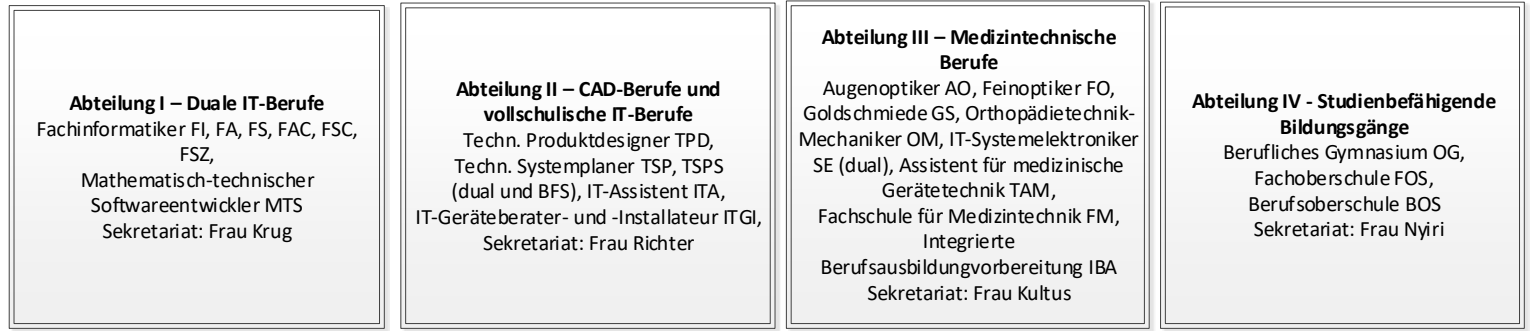 Abteilung I – Duale IT-Berufe
Fachinformatiker FI, FA, FS, FAC, FSC,
FSZ,
Mathematisch-technischer
Softwareentwickler MTS
Sekretariat: Frau Krug
Abteilung II – CAD-Berufe und
vollschulische IT-Berufe
Techn. Produktdesigner TPD,
Techn. Systemplaner TSP, TSPS
(dual und BFS), IT-Assistent ITA,
IT-Geräteberater- und -Installateur ITGI,
Sekretariat: Frau Richter
Abteilung III – Medizintechnische
Berufe
Augenoptiker AO, Feinoptiker FO,
Goldschmiede GS, Orthopädietechnik-
Mechaniker OM, IT-Systemelektroniker
SE (dual), Assistent für medizinische
Gerätetechnik TAM,
Fachschule für Medizintechnik FM,
Integrierte
Berufsausbildungvorbereitung IBA
Sekretariat: Frau Kultus
Abteilung IV - Studienbefähigende
Bildungsgänge
Berufliches Gymnasium OG,
Fachoberschule FOS,
Berufsoberschule BOS
Sekretariat: Frau Nyiri